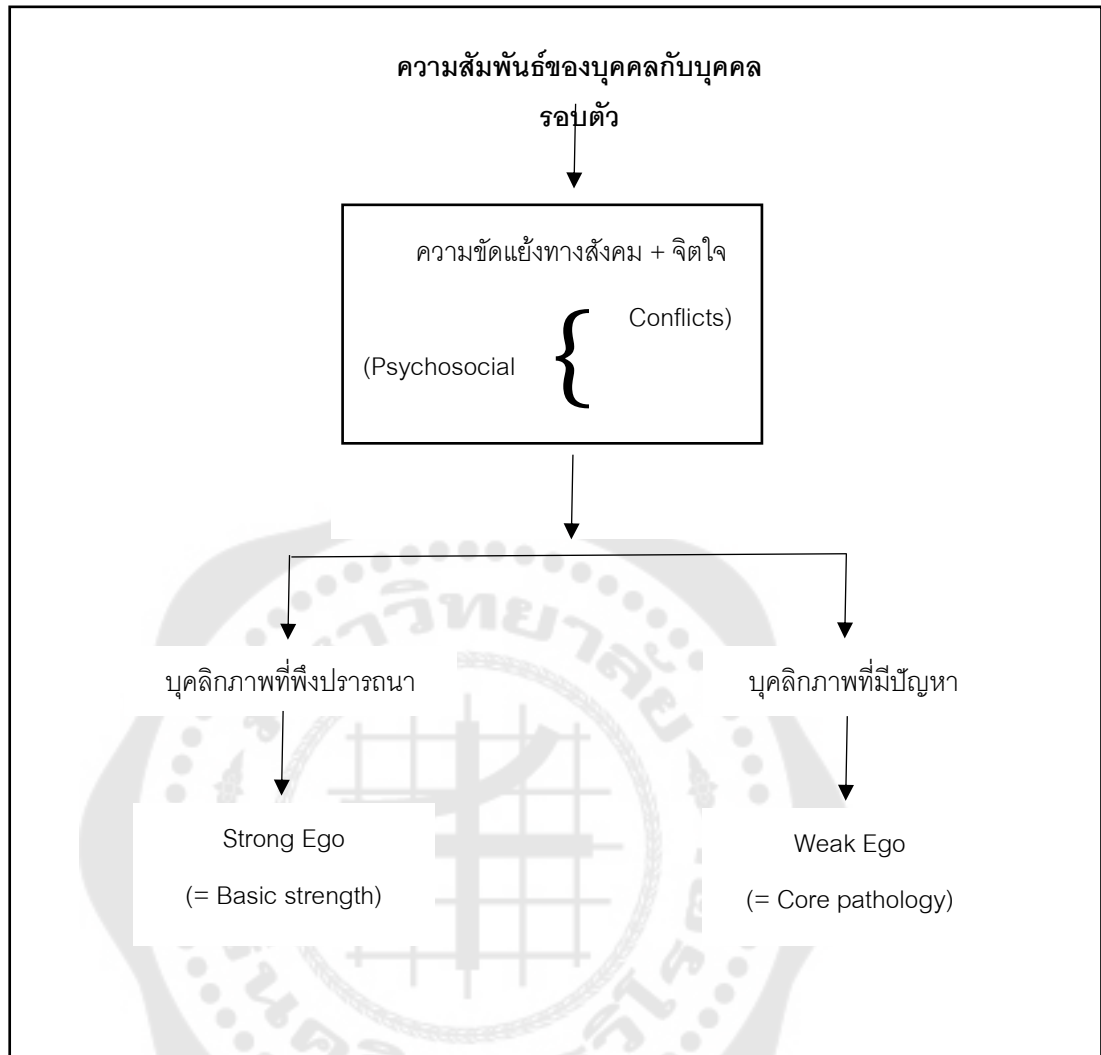 ความสัมพันธ์ของบุคคลกับบุคคล
รอบตัว
ความขัดแย้งทางสังคม + จิตใจ
Conflicts)
(Psychosocial {
บุคลิกภาพที่พึงปรารถนา
บุคลิกภาพที่มีปัญหา
Strong Ego
(= Basic strength)
Weak Ego
(= Core pathology)